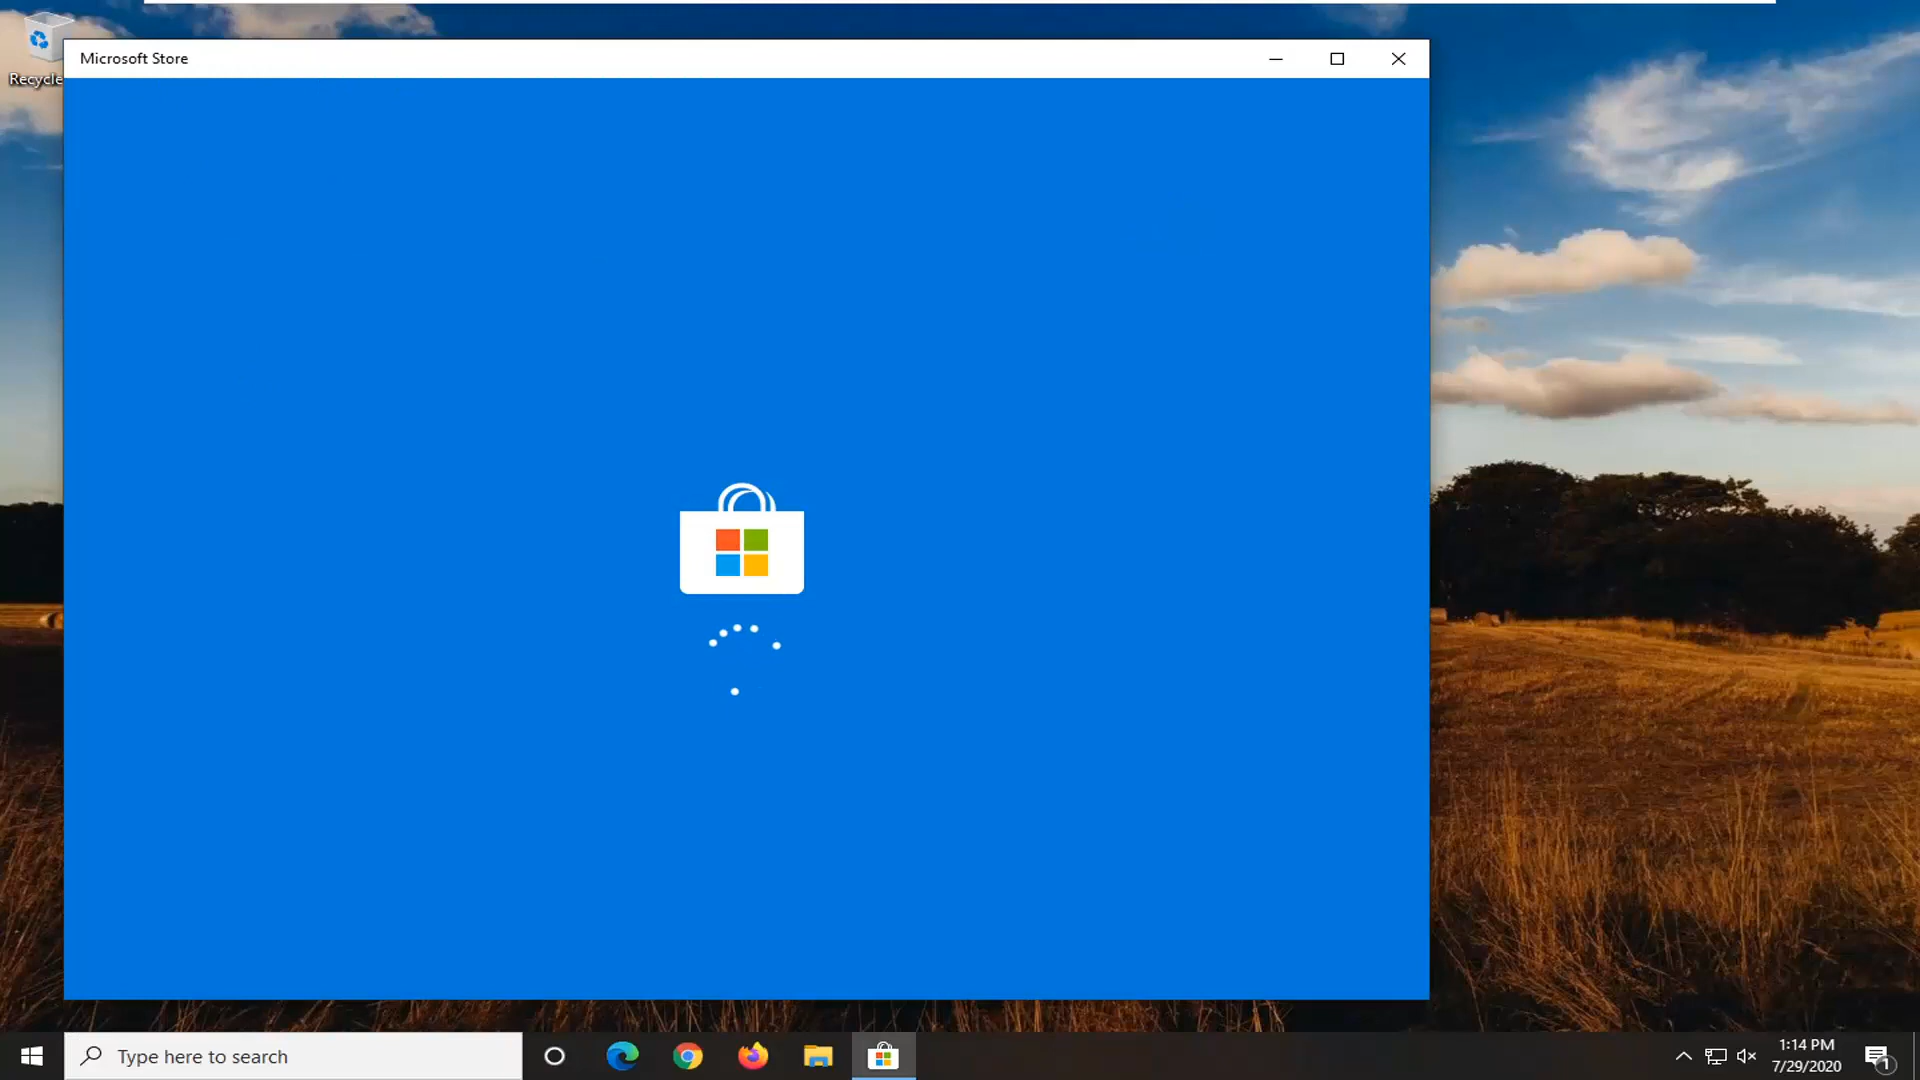 Recycle
Microsoft Store
Type here to search
1:14 PM
7/29/2020
1